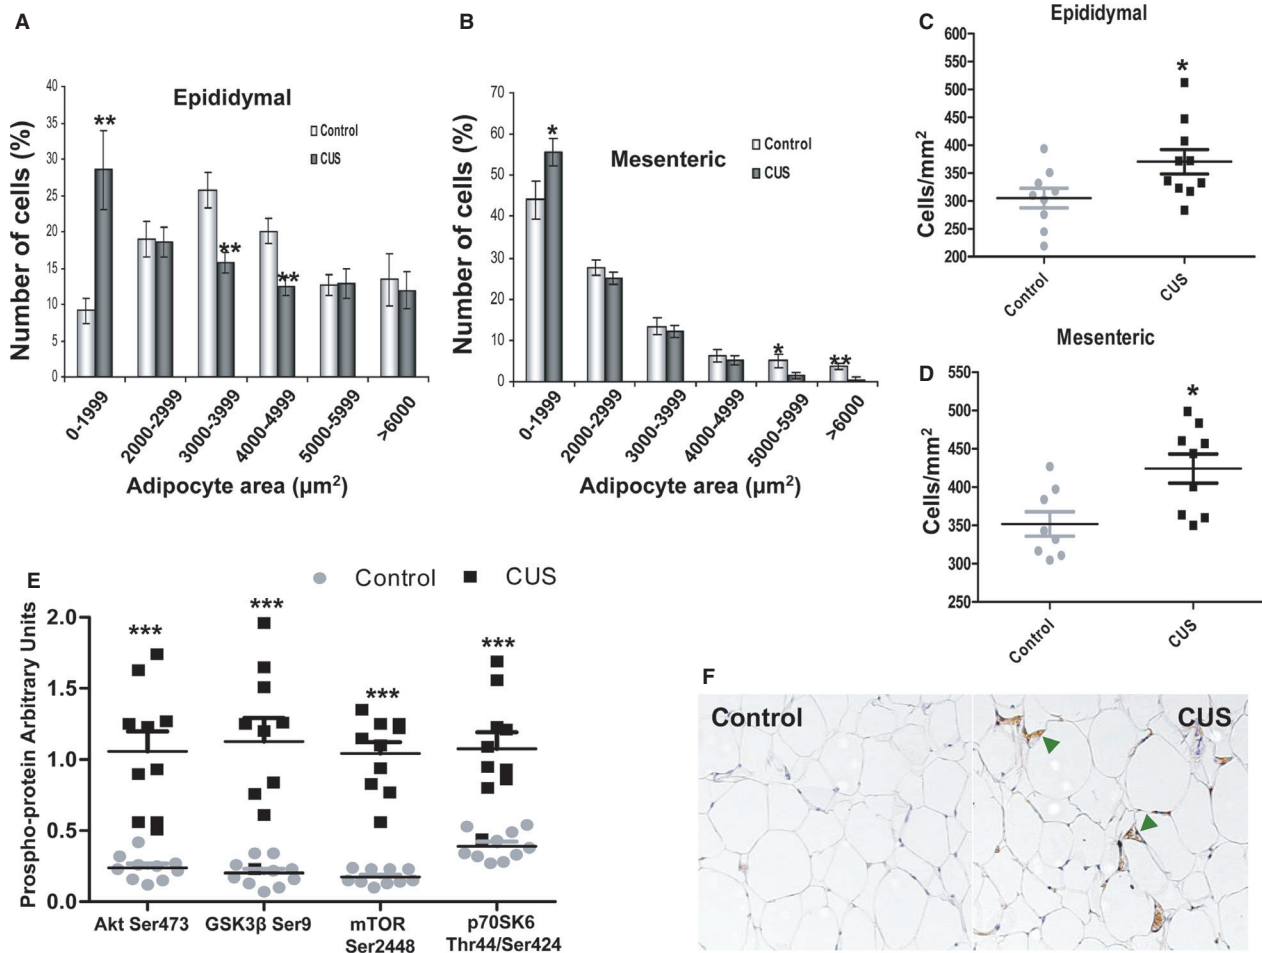 A
Epididymal
Control
CUS
Number of cells (%)
40
35
30
25
20
15
10
5
0
**
**
**
0-1999
2000-2999
3000-3999
4000-4999
5000-5999
>6000
Adipocyte area (µm²)
B
Mesenteric
Control
CUS
Number of cells (%)
70
60
50
40
30
20
10
0
*
*
**
0-1999
2000-2999
3000-3999
4000-4999
5000-5999
>6000
Adipocyte area (µm²)
C
Epididymal
Cells/mm²
600
550
500
450
400
350
300
250
200
*
Control
CUS
D
Mesenteric
Cells/mm²
550
500
450
400
350
300
250
*
Control
CUS
E
Control
CUS
Prospho-protein Arbitrary Units
2.0
1.5
1.0
0.5
0.0
***
***
***
***
Akt Ser473
GSK3β Ser9
mTOR
Ser2448
p70SK6
Thr44/Ser424
F
Control
CUS